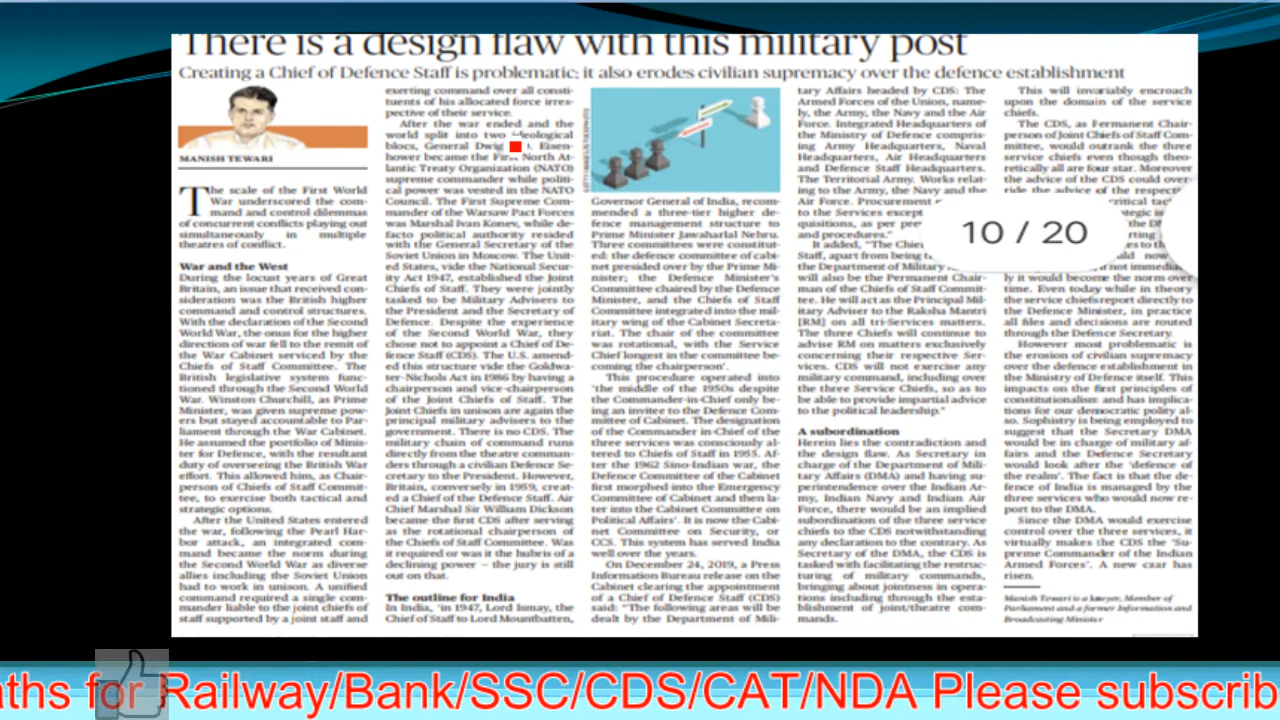 There is a design flaw with this military post
Creating a Chief of Defence Staff is problematic; it also erodes civilian supremacy over the defence establishment
MANISH TEWARI
The scale of the First World
War underscored the com-
mand and control dilemmas
of concurrent conflicts playing out
simultaneously in multiple
theatres of conflict.
War and the West
During the locust years of Great
Britain, an issue that received con-
sideration was the British higher
command and control structures.
With the declaration of the Second
World War, the onus for the higher
direction of war fell to the remit of
the War Cabinet serviced by the
Chiefs of Staff Committee. The
British legislative system func-
tioned through the Second World
War. Winston Churchill, as Prime
Minister, was given supreme pow-
ers but stayed accountable to Par-
liament through the War Cabinet.
He assumed the portfolio of Minis-
ter for Defence, with the resultant
duty of overseeing the British War
effort. This allowed him, as Chair-
person of Chiefs of Staff Commit-
tee, to exercise both tactical and
strategic options.
After the United States entered
the war, following the Pearl Har-
bor attack, an integrated com-
mand became the norm during
the Second World War as diverse
allies including the Soviet Union
had to work in unison. A unified
command required a single com-
mander liable to the joint chiefs of
staff supported by a joint staff and
exerting command over all consti-
tuents of his allocated force irres-
pective of their service.
After the war ended and the
world split into two ideological
blocs, General Dwig Eisen-
hower became the First North At-
lantic Treaty Organization (NATO)
supreme commander while politi-
cal power was vested in the NATO
Council. The First Supreme Com-
mander of the Warsaw Pact Forces
was Marshal Ivan Konev, while de-
facto political authority resided
with the General Secretary of the
Soviet Union in Moscow. The Unit-
ed States, vide the National Secur-
ity Act 1947, established the Joint
Chiefs of Staff. They were jointly
tasked to be Military Advisers to
the President and the Secretary of
Defence. Despite the experience
of the Second World War, they
chose not to appoint a Chief of De-
fence Staff (CDS). The U.S. amend-
ed this structure vide the Goldwa-
ter-Nichols Act in 1986 by having a
chairperson and vice-chairperson
of the Joint Chiefs of Staff. The
Joint Chiefs in unison are again the
principal military advisers to the
government. There is no CDS. The
military chain of command runs
directly from the theatre comman-
ders through a civilian Defence Se-
cretary to the President. However,
Britain, conversely in 1959, creat-
ed a Chief of the Defence Staff. Air
Chief Marshal Sir William Dickson
became the first CDS after serving
as the rotational chairperson of
the Chiefs of Staff Committee. Was
it required or was it the hubris of a
declining power – the jury is still
out on that.
The outline for India
In India, 'in 1947, Lord Ismay, the
Chief of Staff to Lord Mountbatten,
Governor General of India, recom-
mended a three-tier higher de-
fence management structure to
Prime Minister Jawaharlal Nehru.
Three committees were constitut-
ed: the defence committee of cabi-
net presided over by the Prime Mi-
nister; the Defence Minister's
Committee chaired by the Defence
Minister, and the Chiefs of Staff
Committee integrated into the mil-
itary wing of the Cabinet Secreta-
riat. The chair of the committee
was rotational, with the Service
Chief longest in the committee be-
coming the chairperson'.
This procedure operated into
'the middle of the 1950s despite
the Commander-in-Chief only be-
ing an invitee to the Defence Com-
mittee of Cabinet. The designation
of the Commander in-Chief of the
three services was consciously al-
tered to Chiefs of Staff in 1955. Af-
ter the 1962 Sino-Indian war, the
Defence Committee of the Cabinet
first morphed into the Emergency
Committee of Cabinet and then la-
ter into the Cabinet Committee on
Political Affairs'. It is now the Cabi-
net Committee on Security, or
CCS. This system has served India
well over the years.
On December 24, 2019, a Press
Information Bureau release on the
Cabinet clearing the appointment
of a Chief of Defence Staff (CDS)
said: "The following areas will be
dealt by the Department of Mili-
tary Affairs headed by CDS: The
Armed Forces of the Union, name-
ly, the Army, the Navy and the Air
Force. Integrated Headquarters of
the Ministry of Defence compris-
ing Army Headquarters, Naval
Headquarters, Air Headquarters
and Defence Staff Headquarters.
The Territorial Army. Works relat-
ing to the Army, the Navy and the
Air Force. Procurement
to the Services except
quisitions, as per
and procedures."
It added, "The Chief
Staff, apart from being
the Department of Military
will also be the Permanent Chair-
man of the Chiefs of Staff Commit-
tee. He will act as the Principal Mil-
itary Adviser to the Raksha Mantri
[RM] on all tri-Services matters.
The three Chiefs will continue to
advise RM on matters exclusively
concerning their respective Ser-
vices. CDS will not exercise any
military command, including over
the three Service Chiefs, so as to
be able to provide impartial advice
to the political leadership."
A subordination
Herein lies the contradiction and
the design flaw. As Secretary in
charge of the Department of Mili-
tary Affairs (DMA) and having su-
perintendence over the Indian Ar-
my, Indian Navy and Indian Air
Force, there would be an implied
subordination of the three service
chiefs to the CDS notwithstanding
any declaration to the contrary. As
Secretary of the DMA, the CDS is
tasked with facilitating the restruc-
turing of military commands,
bringing about jointness in opera-
tions including through the esta-
blishment of joint/theatre com-
mands.
This will invariably encroach
upon the domain of the service
chiefs.
The CDS, as Permanent Chair-
person of Joint Chiefs of Staff Com-
mittee, would outrank the three
service chiefs even though theo-
retically all four are star. Moreover
the advice of the CDS could over-
ride the advice of the respective
10 / 20
not immediate-
ly it would become the norm over
time. Even today while in theory
the service chiefs report directly to
the Defence Minister, in practice
all files and decisions are routed
through the Defence Secretary.
However most problematic is
the erosion of civilian supremacy
over the defence establishment in
the Ministry of Defence itself. This
impacts on the first principles of
constitutionalism and has implica-
tions for our democratic polity al-
so. Sophistry is being employed to
suggest that the Secretary DMA
would be in charge of military af-
fairs and the Defence Secretary
would look after the 'defence of
the realm'. The fact is that the de-
fence of India is managed by the
three services who would now re-
port to the DMA.
Since the DMA would exercise
control over the three services, it
virtually makes the CDS the 'Su-
preme Commander of the Indian
Armed Forces'. A new czar has
risen.
Manish Tewari is a lawyer, Member of
Parliament and a former Information and
Broadcasting Minister
aths for Railway/Bank/SSC/CDS/CAT/NDA Please subscrib